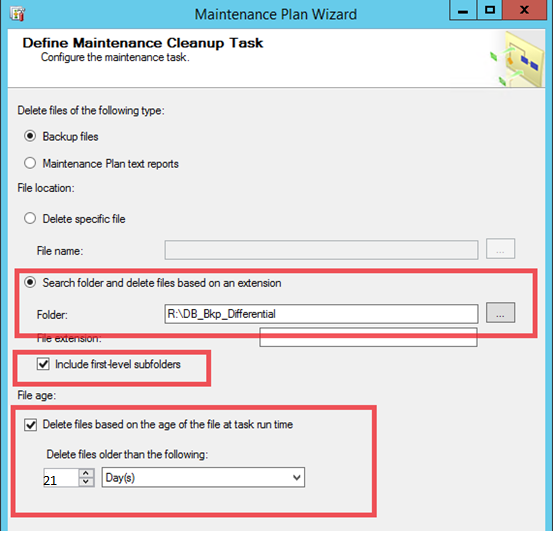 Maintenance Plan Wizard
Define Maintenance Cleanup Task
Configure the maintenance task.
Delete files of the following type:
Backup files
Maintenance Plan text reports
File location:
Delete specific file
File name:
...
Search folder and delete files based on an extension
Folder: R:\DB_Bkp_Differential ...
File extension:
Include first-level subfolders
File age:
Delete files based on the age of the file at task run time
Delete files older than the following:
21 Day(s)